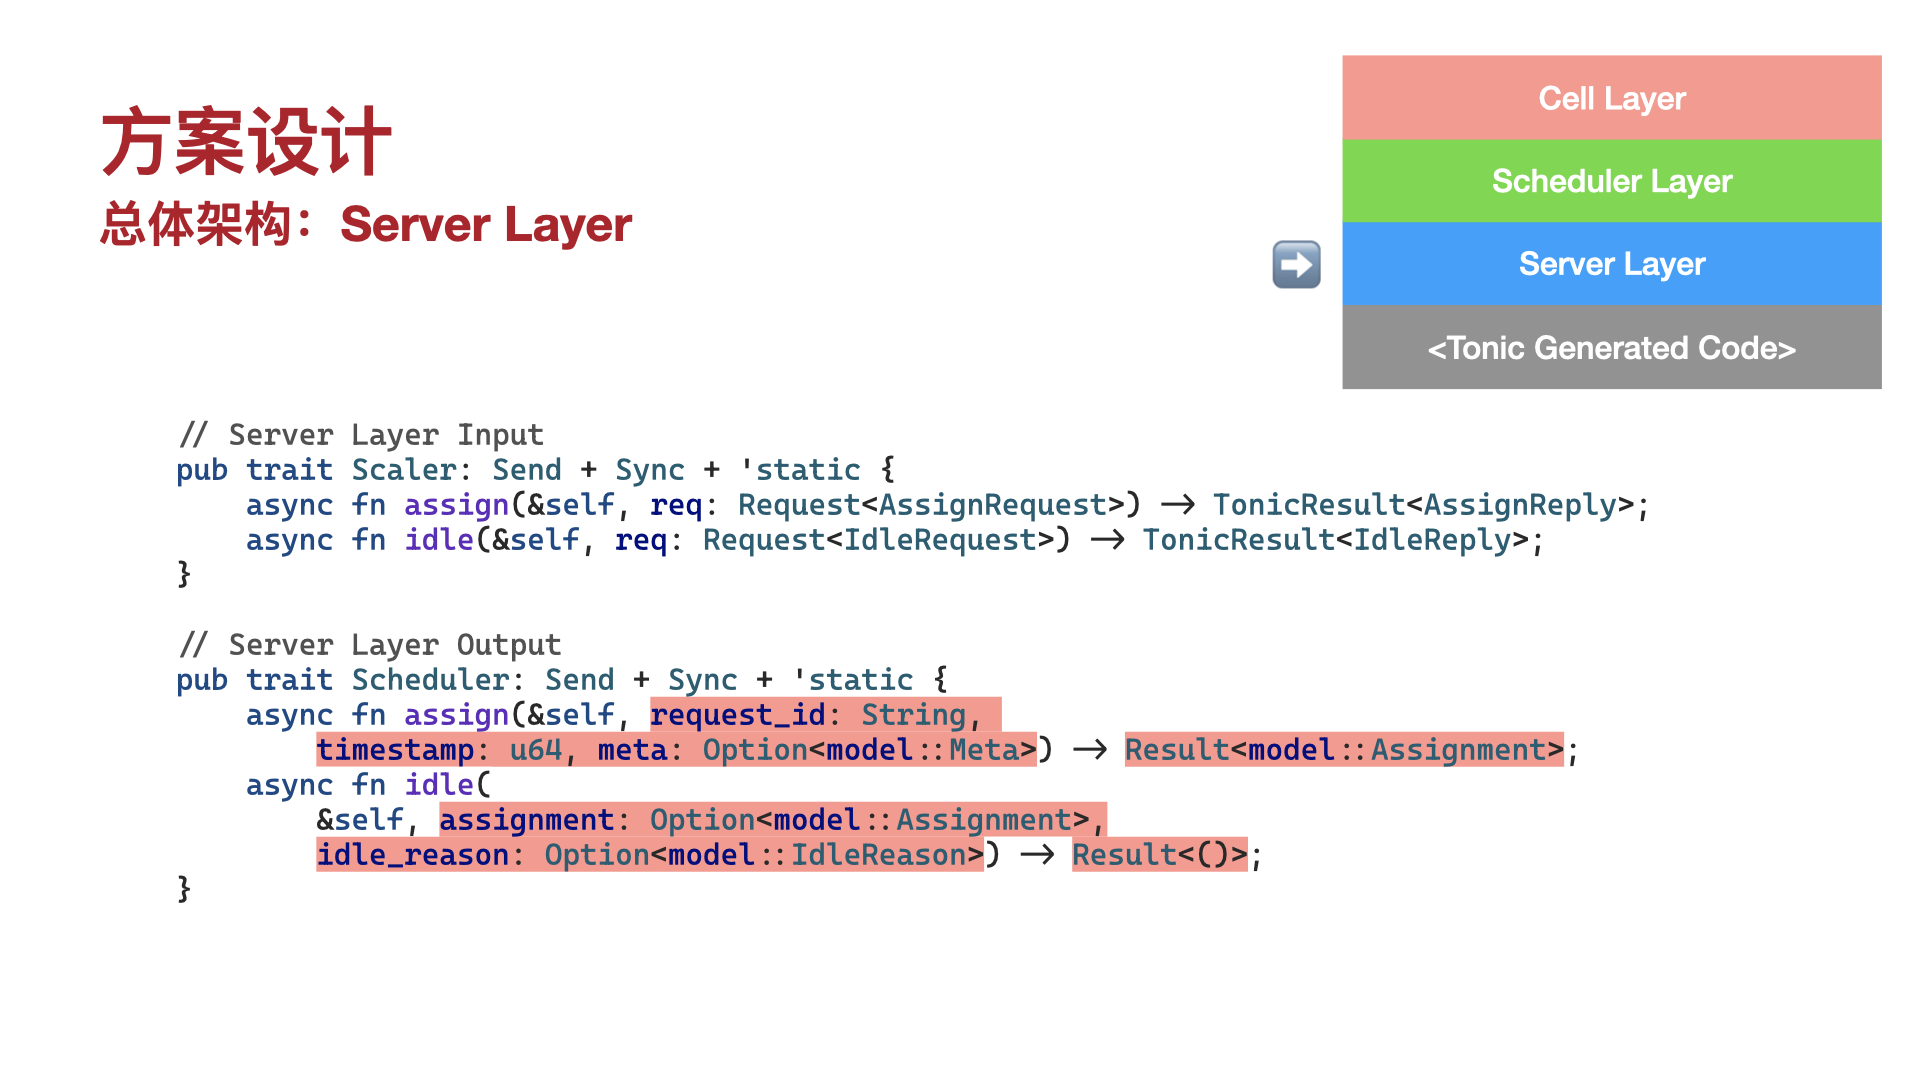 方案设计
总体架构：Server Layer
Cell Layer
Scheduler Layer
➡️
Server Layer
<Tonic Generated Code>
// Server Layer Input
pub trait Scaler: Send + Sync + 'static {
    async fn assign(&self, req: Request<AssignRequest>) -> TonicResult<AssignReply>;
    async fn idle(&self, req: Request<IdleRequest>) -> TonicResult<IdleReply>;
}
// Server Layer Output
pub trait Scheduler: Send + Sync + 'static {
    async fn assign(&self, request_id: String,
        timestamp: u64, meta: Option<model::Meta>) -> Result<model::Assignment>;
    async fn idle(
        &self, assignment: Option<model::Assignment>,
        idle_reason: Option<model::IdleReason>) -> Result<()>;
}